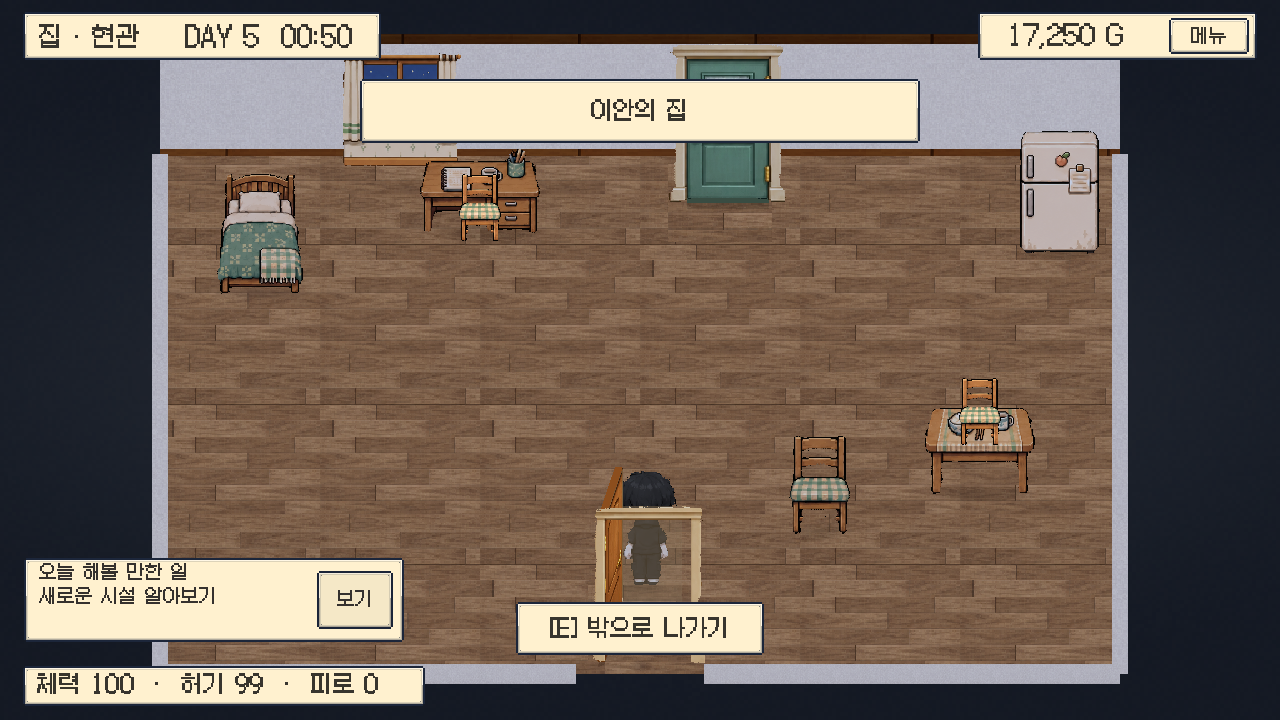 집 · 현관 DAY 5 00:50
17,250 G
메뉴
이안의 집
오늘 해볼 만한 일
새로운 시설 알아보기
보기
[E] 밖으로 나가기
체력 100 · 허기 99 · 피로 0